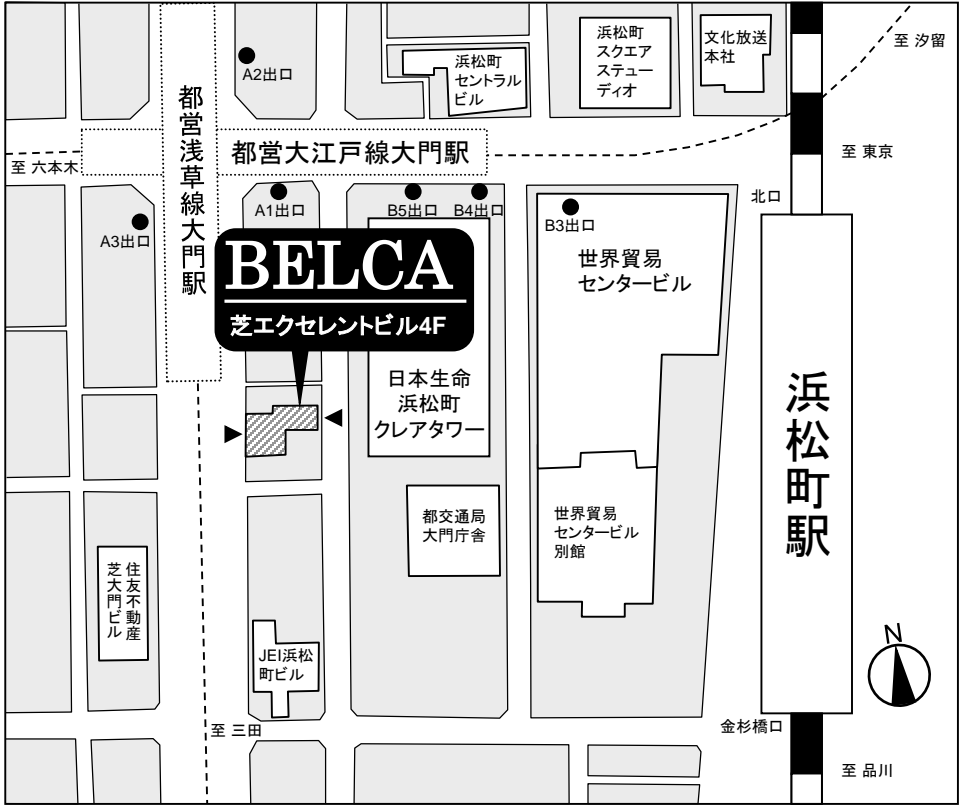 至 汐留
文化放送
本社
浜松町
スクエア
ステュー
ディオ
浜松町
セントラル
ビル
A2出口
都営浅草線大門駅
都営大江戸線大門駅
至 六本木
至 東京
北口
A3出口
A1出口
B5出口
B4出口
B3出口
世界貿易
センタービル
BELCA
芝エクセレントビル4F
日本生命
浜松町
クレアタワー
浜松町駅
都交通局
大門庁舎
世界貿易
センタービル
別館
住友不動産
芝大門ビル
JEI浜松
町ビル
N
至 三田
金杉橋口
至 品川